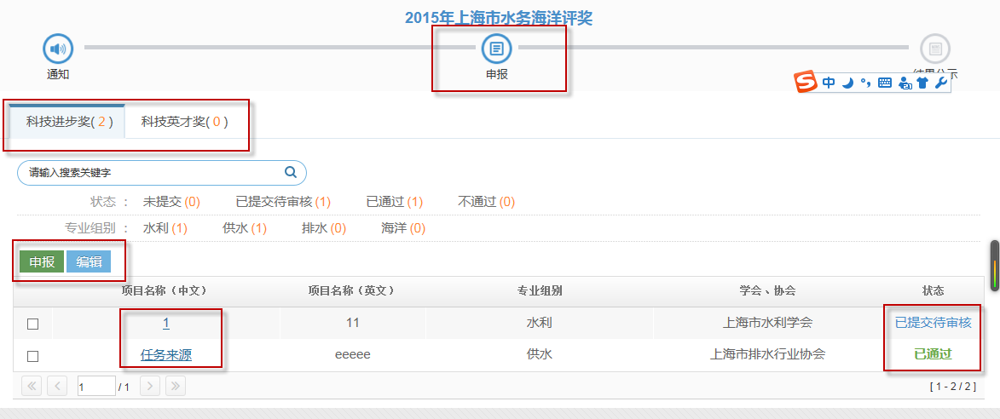 2015年上海市水务海洋评奖
通知 申报
中
科技进步奖( 2 ) 科技英才奖( 0 )
请输入搜索关键字
状态 : 未提交 (0) 已提交待审核 (1) 已通过 (1) 不通过 (0)
专业组别 : 水利 (1) 供水 (1) 排水 (0) 海洋 (0)
申报 编辑
项目名称（中文） 项目名称（英文） 专业组别 学会、协会 状态
1 11 水利 上海市水利学会 已提交待审核
任务来源 eeeee 供水 上海市排水行业协会 已通过
1 / 1 [ 1 - 2 / 2 ]